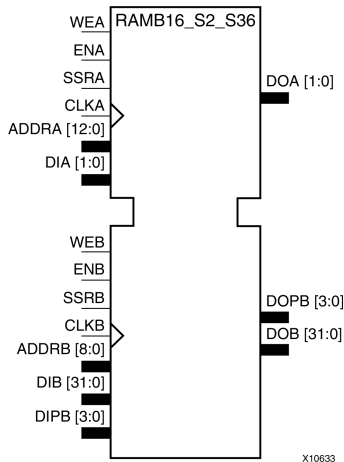 RAMB16_S2_S36
WEA
ENA
SSRA
CLKA
ADDRA [12:0]
DIA [1:0]
DOA [1:0]
WEB
ENB
SSRB
CLKB
ADDRB [8:0]
DIB [31:0]
DIPB [3:0]
DOPB [3:0]
DOB [31:0]
X10633